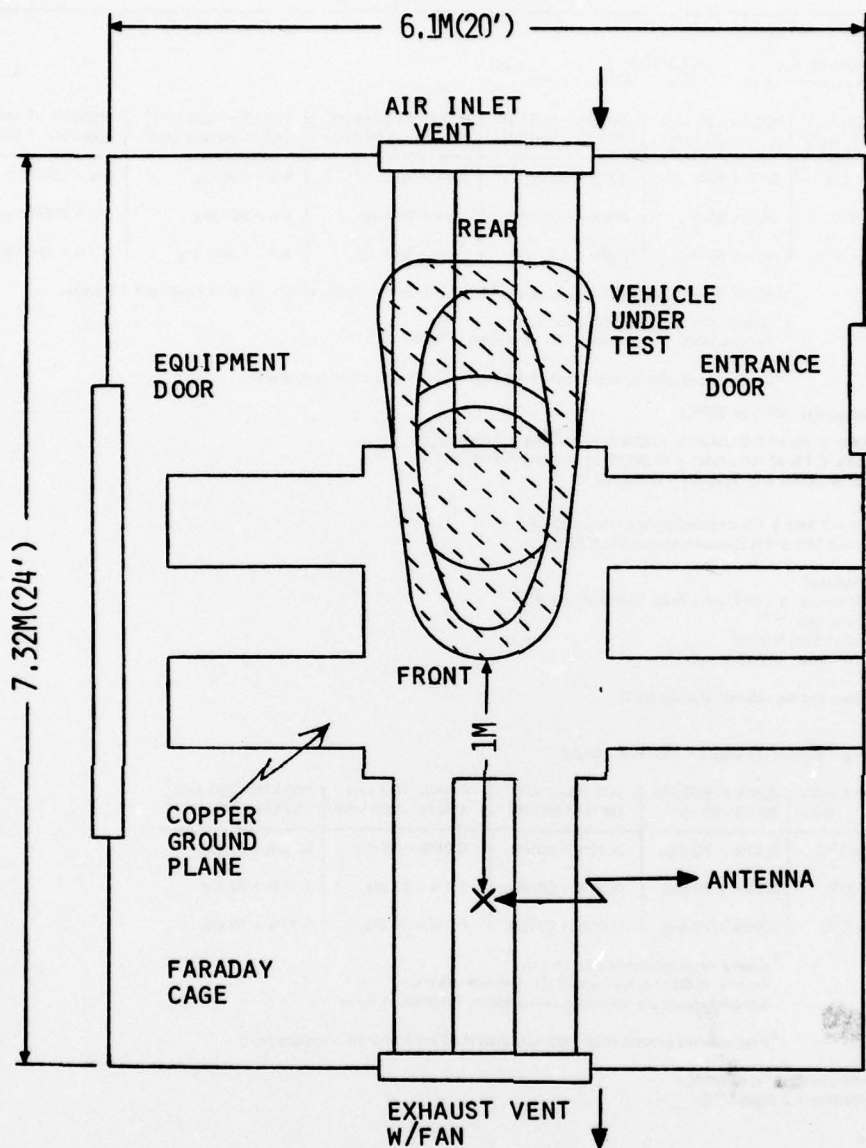 6.1M(20')
AIR INLET
VENT
REAR
VEHICLE
UNDER
TEST
EQUIPMENT
DOOR
ENTRANCE
DOOR
7.32M(24')
FRONT
1M
COPPER
GROUND
PLANE
ANTENNA
FARADAY
CAGE
EXHAUST VENT
W/FAN